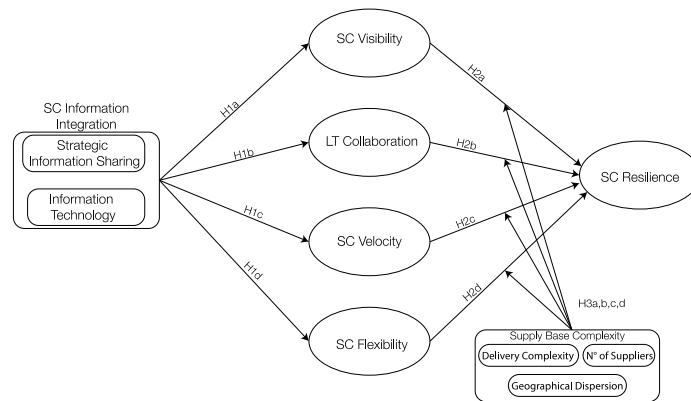 SC Visibility
H2a
H1a
SC Information
Integration
Strategic
Information Sharing
LT Collaboration
H1b
H2b
SC Resilience
Information
Technology
H1c
SC Velocity
H2c
H1d
H2d
H3a,b,c,d
SC Flexibility
Supply Base Complexity
Delivery Complexity
N° of Suppliers
Geographical Dispersion